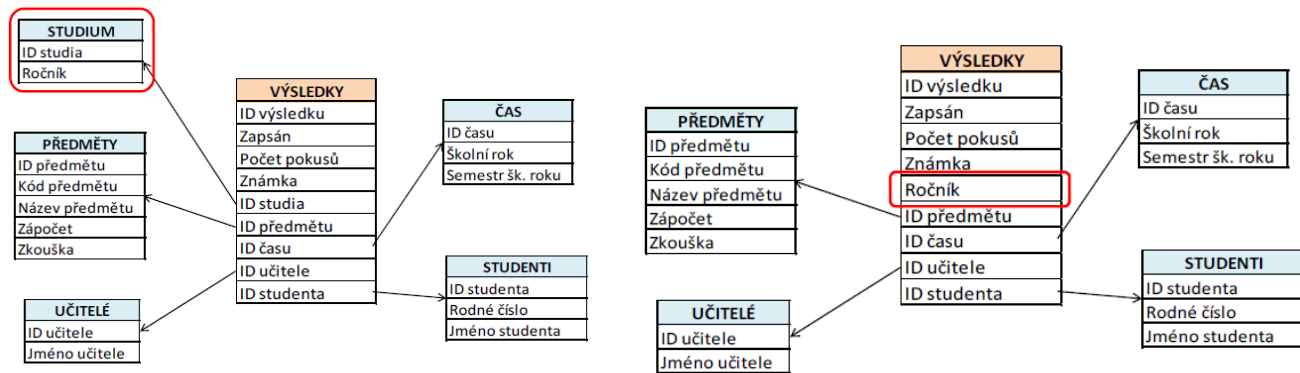 STUDIUM
ID studia
Ročník
PŘEDMĚTY
ID předmětu
Kód předmětu
Název předmětu
Zápočet
Zkouška
UČITELÉ
ID učitele
Jméno učitele
VÝSLEDKY
ID výsledku
Zapsán
Počet pokusů
Známka
ID studia
ID předmětu
ID času
ID učitele
ID studenta
ČAS
ID času
Školní rok
Semestr šk. roku
STUDENTI
ID studenta
Rodné číslo
Jméno studenta
PŘEDMĚTY
ID předmětu
Kód předmětu
Název předmětu
Zápočet
Zkouška
UČITELÉ
ID učitele
Jméno učitele
VÝSLEDKY
ID výsledku
Zapsán
Počet pokusů
Známka
Ročník
ID předmětu
ID času
ID učitele
ID studenta
ČAS
ID času
Školní rok
Semestr šk. roku
STUDENTI
ID studenta
Rodné číslo
Jméno studenta